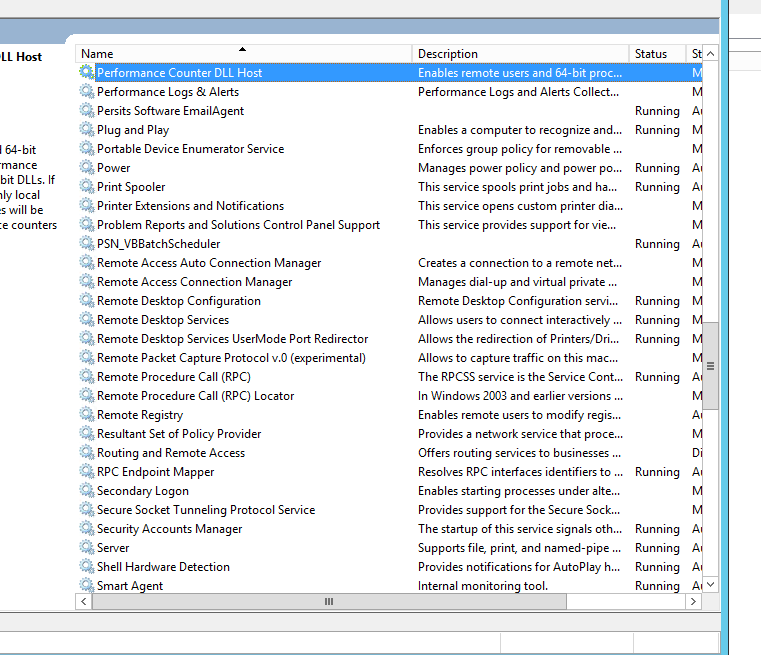 DLL Host
Name Description Status St
Performance Counter DLL Host Enables remote users and 64-bit proc... M
Performance Logs & Alerts Performance Logs and Alerts Collect... M
Persits Software EmailAgent Running Au
Plug and Play Enables a computer to recognize and... Running M
64-bit
Portable Device Enumerator Service Enforces group policy for removable ... M
rmance
Power Manages power policy and power po... Running Au
bit DLLs. If
Print Spooler This service spools print jobs and ha... Running Au
nly local
Printer Extensions and Notifications This service opens custom printer dia... M
es will be
Problem Reports and Solutions Control Panel Support This service provides support for vie... M
ce counters
PSN_VBBatchScheduler Running Au
Remote Access Auto Connection Manager Creates a connection to a remote net... M
Remote Access Connection Manager Manages dial-up and virtual private ... M
Remote Desktop Configuration Remote Desktop Configuration servi... Running M
Remote Desktop Services Allows users to connect interactively ... Running M
Remote Desktop Services UserMode Port Redirector Allows the redirection of Printers/Dri... Running M
Remote Packet Capture Protocol v.0 (experimental) Allows to capture traffic on this mac... M
Remote Procedure Call (RPC) The RPCSS service is the Service Cont... Running Au
Remote Procedure Call (RPC) Locator In Windows 2003 and earlier versions ... M
Remote Registry Enables remote users to modify regis... Au
Resultant Set of Policy Provider Provides a network service that proce... M
Routing and Remote Access Offers routing services to businesses ... Di
RPC Endpoint Mapper Resolves RPC interfaces identifiers to ... Running Au
Secondary Logon Enables starting processes under alte... M
Secure Socket Tunneling Protocol Service Provides support for the Secure Sock... M
Security Accounts Manager The startup of this service signals oth... Running Au
Server Supports file, print, and named-pipe ... Running Au
Shell Hardware Detection Provides notifications for AutoPlay h... Running Au
Smart Agent Internal monitoring tool. Running Au